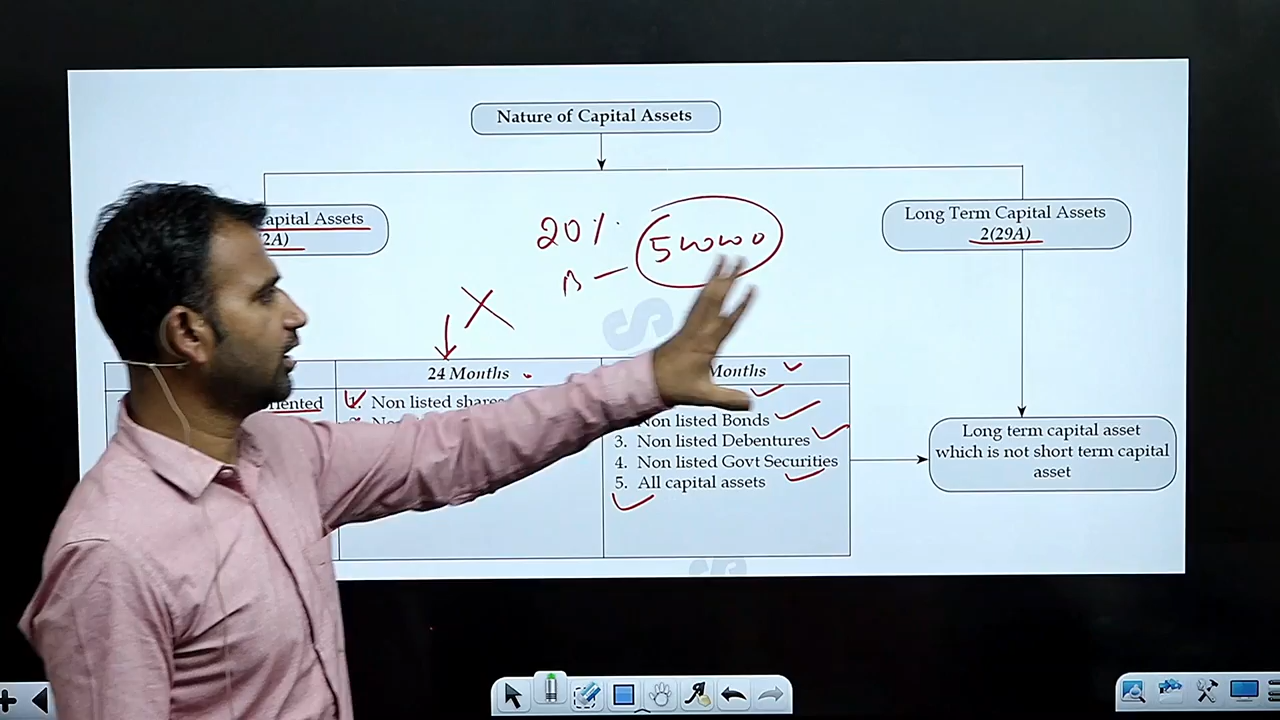 Nature of Capital Assets
apital Assets
2A)
20%.
Long Term Capital Assets
2(29A)
24 Months
Months
iented
1. Non listed share
Non listed Bonds
3. Non listed Debentures
4. Non listed Govt Securities
5. All capital assets
Long term capital asset
which is not short term capital
asset